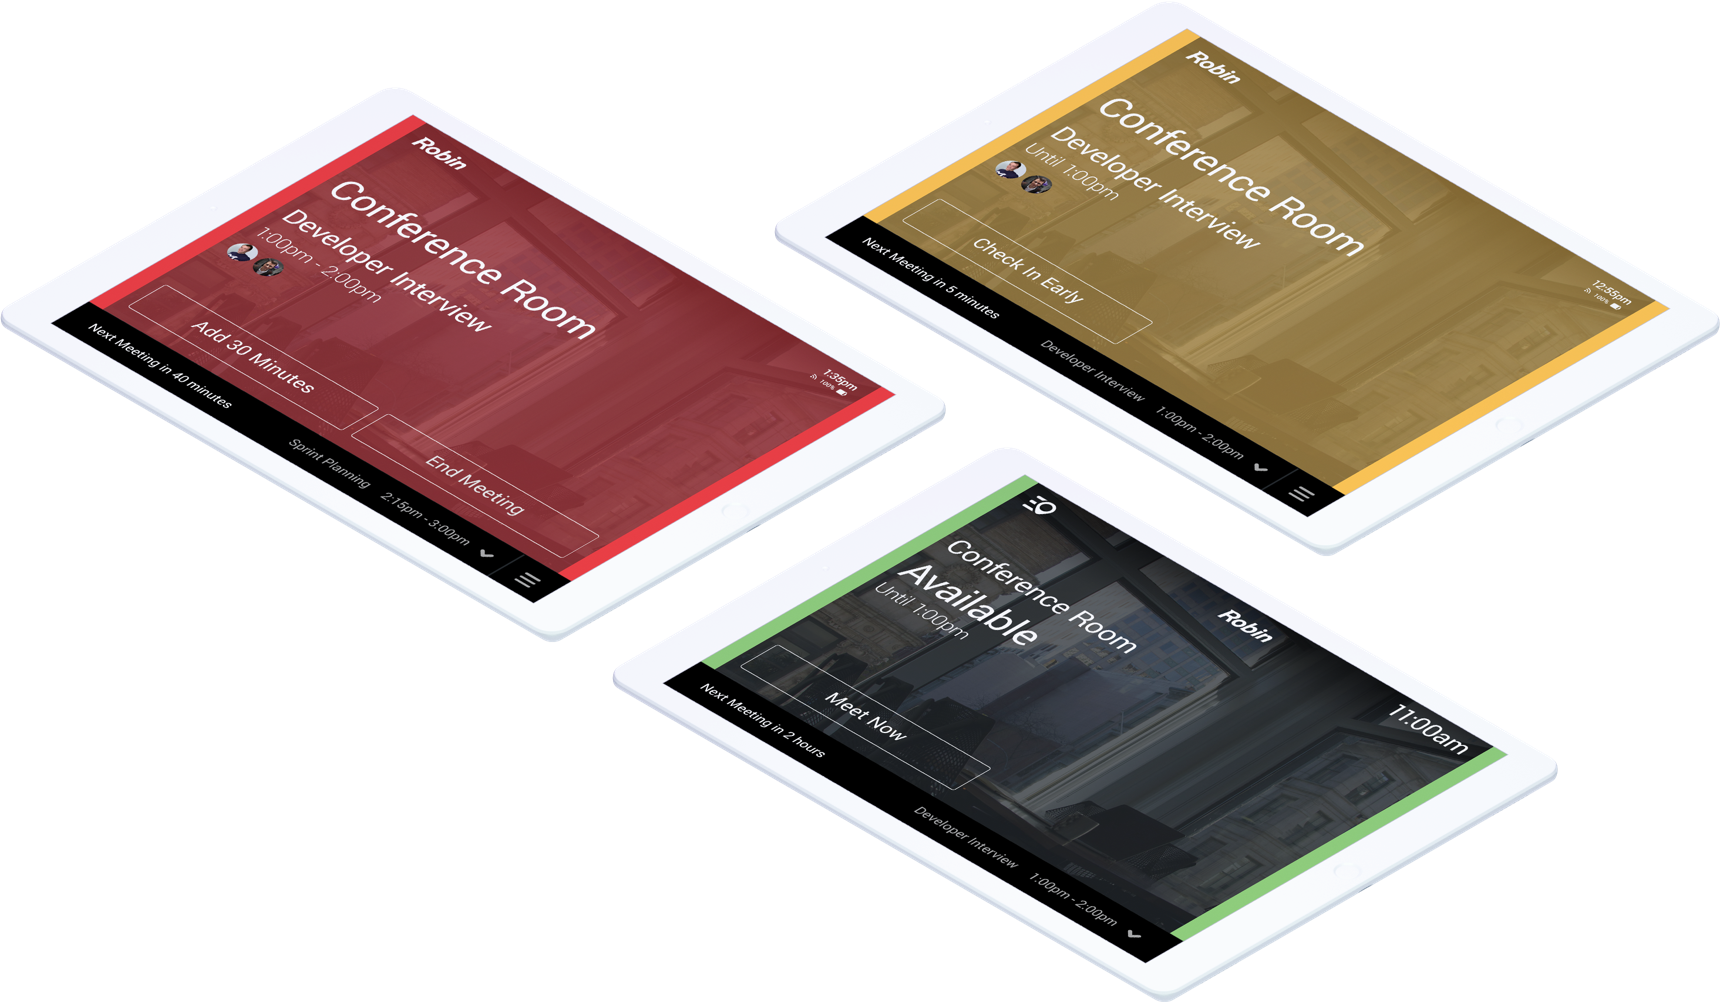 Robin
Conference Room
Developer Interview
1:00pm - 2:00pm
Add 30 Minutes
End Meeting
1:35pm
100%
Next Meeting in 40 minutes
Sprint Planning 2:15pm - 3:00pm
Robin
Conference Room
Developer Interview
Until 1:00pm
Check In Early
12:55pm
100%
Next Meeting in 5 minutes
Developer Interview 1:00pm - 2:00pm
Conference Room
Available
Until 1:00pm
Meet Now
Robin
11:00am
Next Meeting in 2 hours
Developer Interview 1:00pm - 2:00pm